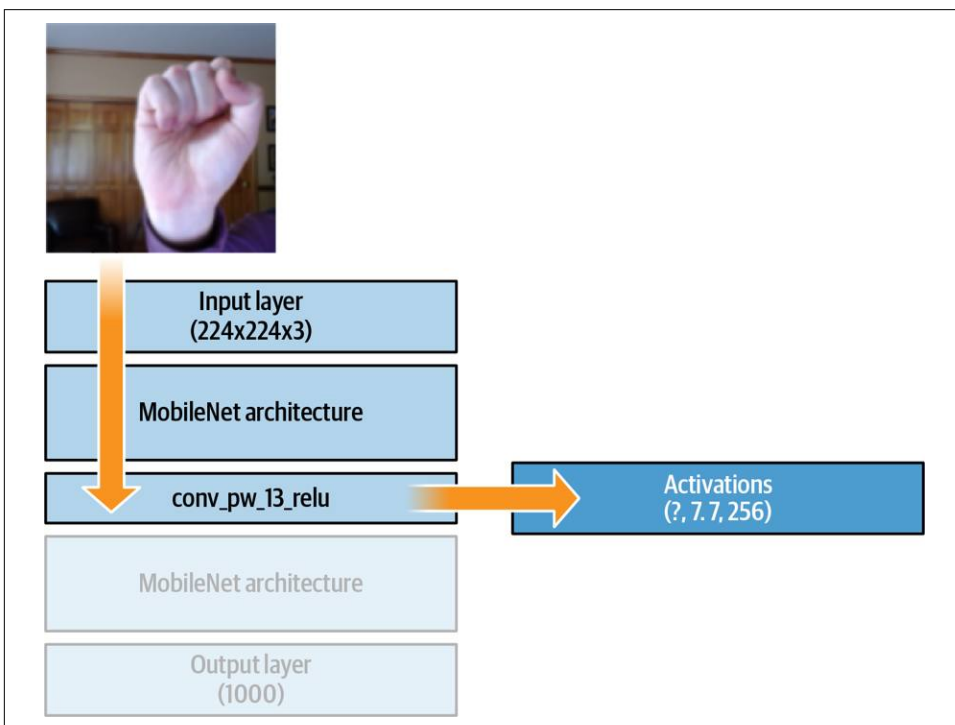 Input layer
(224x224x3)
MobileNet architecture
conv_pw_13_relu
Activations
(?, 7. 7, 256)
MobileNet architecture
Output layer
(1000)